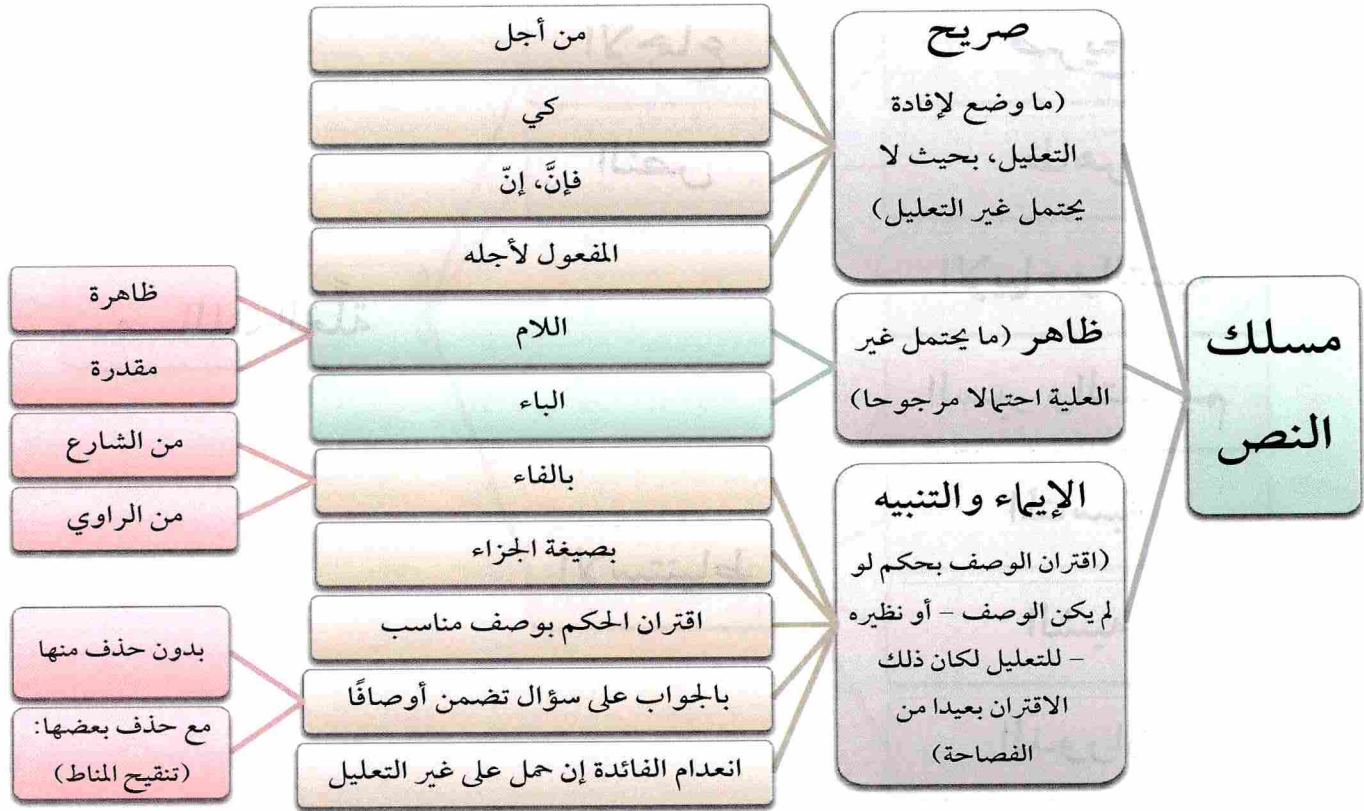 مسلك
النص
صريح
(ما وضع لإفادة
التعليل، بحيث لا
يحتمل غير التعليل)
من أجل
كي
فإنَّ، إنّ
المفعول لأجله
ظاهر (ما يحتمل غير
العلية احتمالا مرجوحا)
اللام
ظاهرة
مقدرة
الباء
الإيماء والتنبيه
(اقتران الوصف بحكم لو
لم يكن الوصف – أو نظيره
– للتعليل لكان ذلك
الاقتران بعيدا من
الفصاحة)
بالفاء
من الشارع
من الراوي
بصيغة الجزاء
اقتران الحكم بوصف مناسب
بالجواب على سؤال تضمن أوصافًا
بدون حذف منها
مع حذف بعضها:
(تنقيح المناط)
انعدام الفائدة إن حمل على غير التعليل